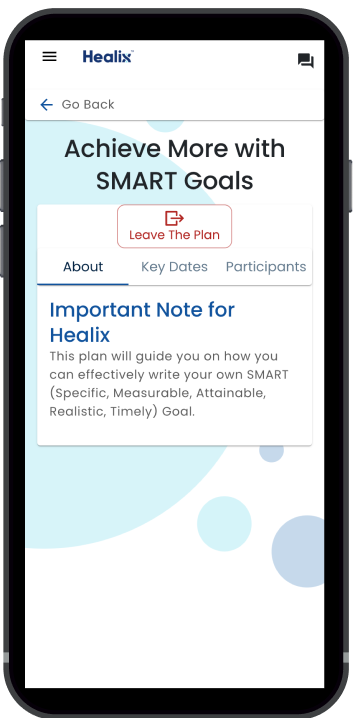 Healix
Go Back
Achieve More with
SMART Goals
Leave The Plan
About Key Dates Participants
Important Note for
Healix
This plan will guide you on how you
can effectively write your own SMART
(Specific, Measurable, Attainable,
Realistic, Timely) Goal.